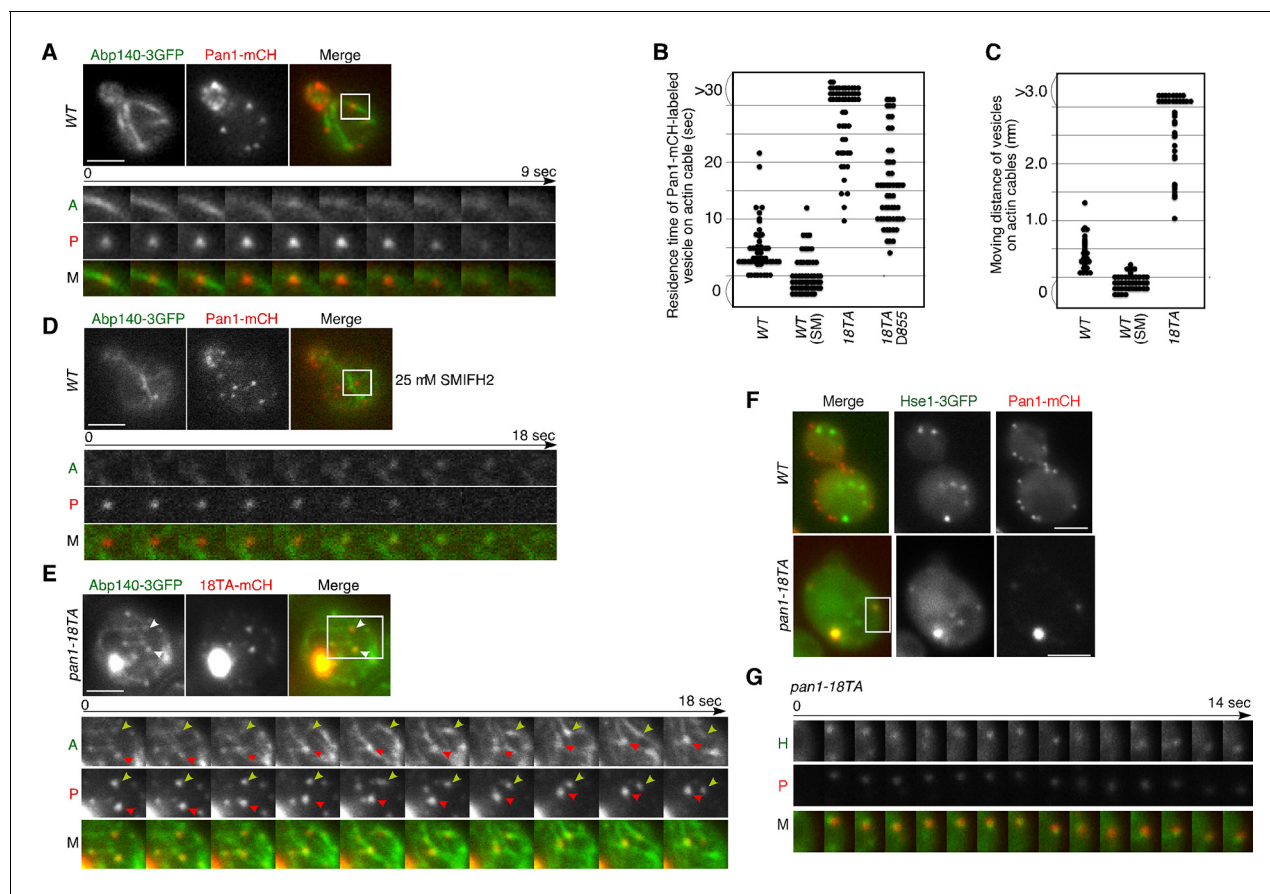 A
Abp140-3GFP Pan1-mCH Merge
WT
0 9 sec
A
P
M
B
Residence time of Pan1-mCH-labeled
vesicle on actin cable (sec)
>30
20
10
0
WT
WT (SM)
18TA
18TA D855
C
Moving distance of vesicles
on actin cables (mm)
>3.0
2.0
1.0
0
WT
WT (SM)
18TA
D
Abp140-3GFP Pan1-mCH Merge
WT
25 mM SMIFH2
0 18 sec
A
P
M
E
Abp140-3GFP 18TA-mCH Merge
pan1-18TA
0 18 sec
A
P
M
F
Merge Hse1-3GFP Pan1-mCH
WT
pan1-18TA
G
pan1-18TA
0 14 sec
H
P
M